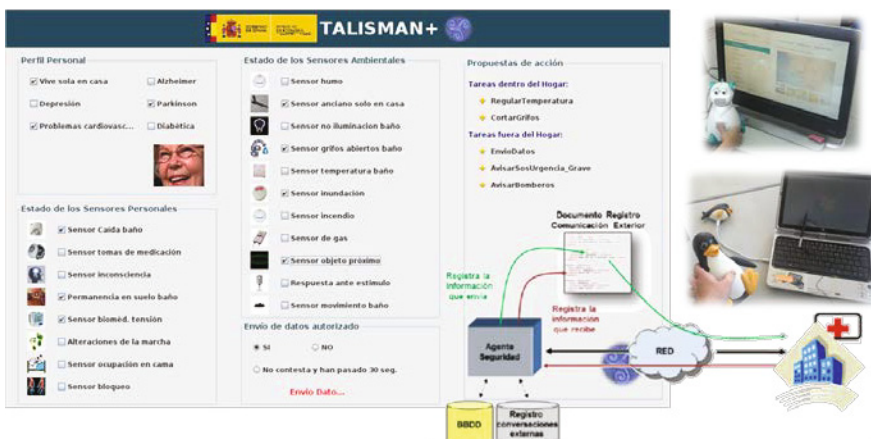 TALISMAN+
Perfil Personal
Vive sola en casa
Alzheimer
Depresión
Parkinson
Problemas cardiovasc...
Diabética
Estado de los Sensores Personales
Sensor Caída baño
Sensor tomas de medicación
Sensor inconsciencia
Permanencia en suelo baño
Sensor bioméd. tensión
Alteraciones de la marcha
Sensor ocupación en cama
Sensor bloqueo
Estado de los Sensores Ambientales
Sensor humo
Sensor anciano solo en casa
Sensor no iluminacion baño
Sensor grifos abiertos baño
Sensor temperatura baño
Sensor inundación
Sensor incendio
Sensor de gas
Sensor objeto próximo
Respuesta ante estímulo
Sensor movimiento baño
Envío de datos autorizado
SI
NO
No contesta y han pasado 30 seg.
Envío Dato...
Propuestas de acción
Tareas dentro del Hogar:
RegularTemperatura
CortarGrifos
Tareas fuera del Hogar:
EnvioDatos
AvisarSosUrgencia_Grave
AvisarBomberos
Documento Registro
Comunicación Exterior
Registra la
información
que envía
Registra la
información
que recibe
Agente
Seguridad
RED
BBDD
Registro
conversaciones
externas